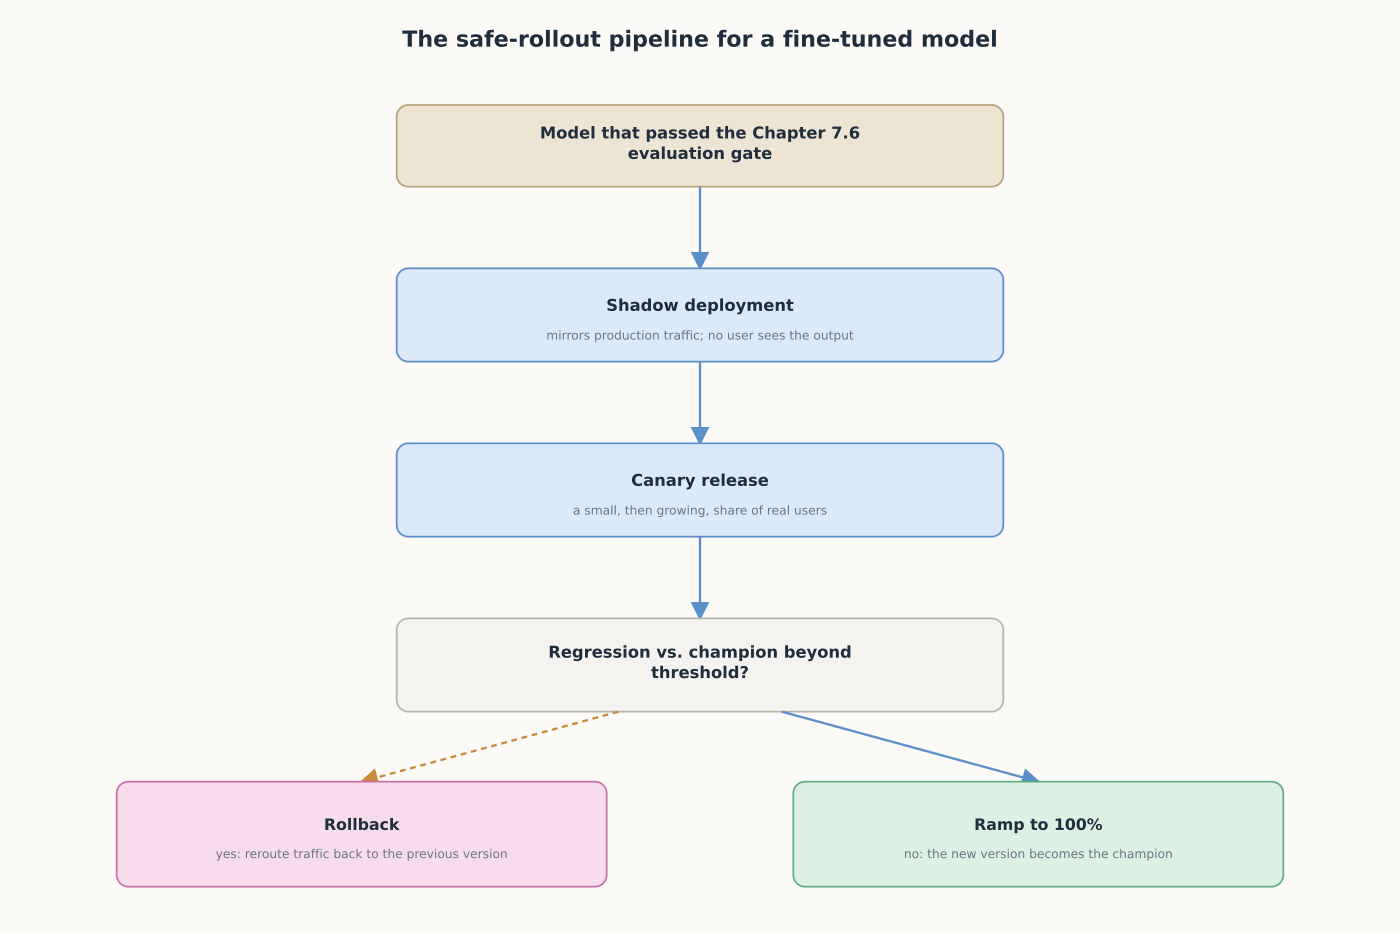 The safe-rollout pipeline for a fine-tuned model
Model that passed the Chapter 7.6
evaluation gate
Shadow deployment
mirrors production traffic; no user sees the output
Canary release
a small, then growing, share of real users
Regression vs. champion beyond
threshold?
Rollback
yes: reroute traffic back to the previous version
Ramp to 100%
no: the new version becomes the champion